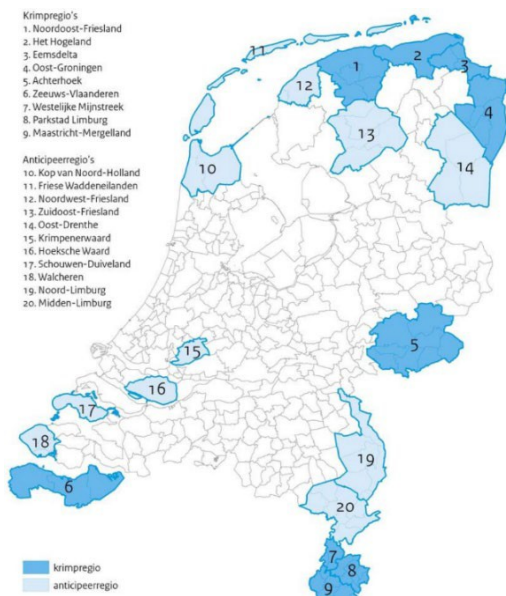 Krimpregio's
1. Noordoost-Friesland
2. Het Hogeland
3. Eemsdelta
4. Oost-Groningen
5. Achterhoek
6. Zeeuws-Vlaanderen
7. Westelijke Mijnstreek
8. Parkstad Limburg
9. Maastricht-Mergelland
Anticipeerregio's
10. Kop van Noord-Holland
11. Friese Waddeneilanden
12. Noordwest-Friesland
13. Zuidoost-Friesland
14. Oost-Drenthe
15. Krimpenerwaard
16. Hoeksche Waard
17. Schouwen-Duiveland
18. Walcheren
19. Noord-Limburg
20. Midden-Limburg
11
1
2
3
12
4
13
14
10
5
15
16
17
18
6
19
20
7
8
9
krimpregio
anticipeerregio